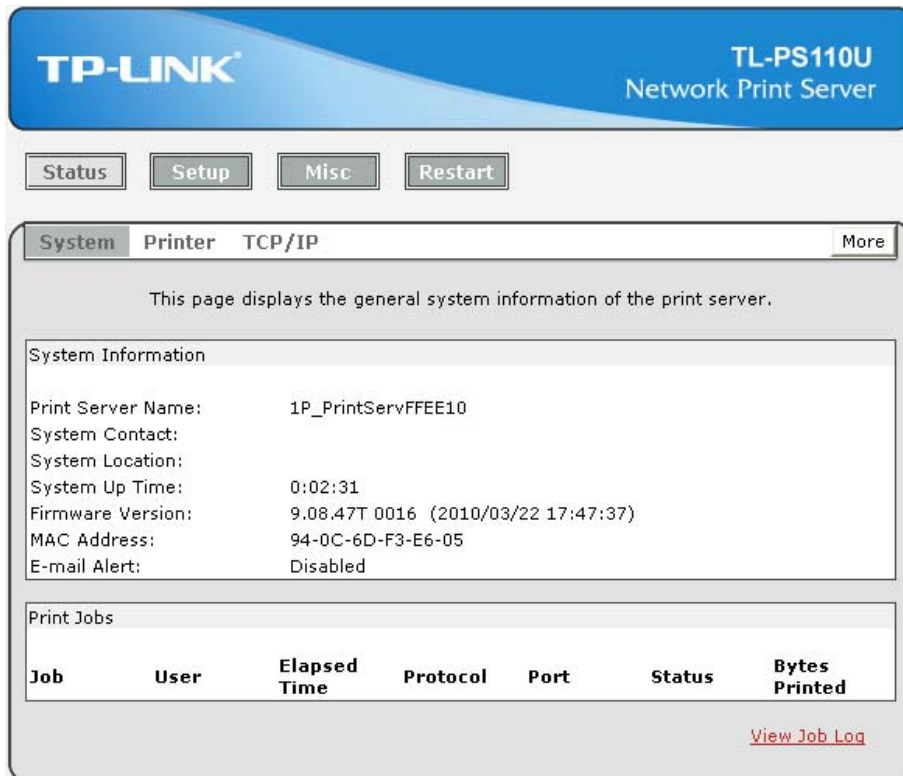 TP-LINK®
TL-PS110U
Network Print Server
Status Setup Misc Restart
System Printer TCP/IP More
This page displays the general system information of the print server.
System Information
Print Server Name: 1P_PrintServFFEE10
System Contact:
System Location:
System Up Time: 0:02:31
Firmware Version: 9.08.47T 0016 (2010/03/22 17:47:37)
MAC Address: 94-0C-6D-F3-E6-05
E-mail Alert: Disabled
Print Jobs
Job User Elapsed Time Protocol Port Status Bytes Printed
View Job Log